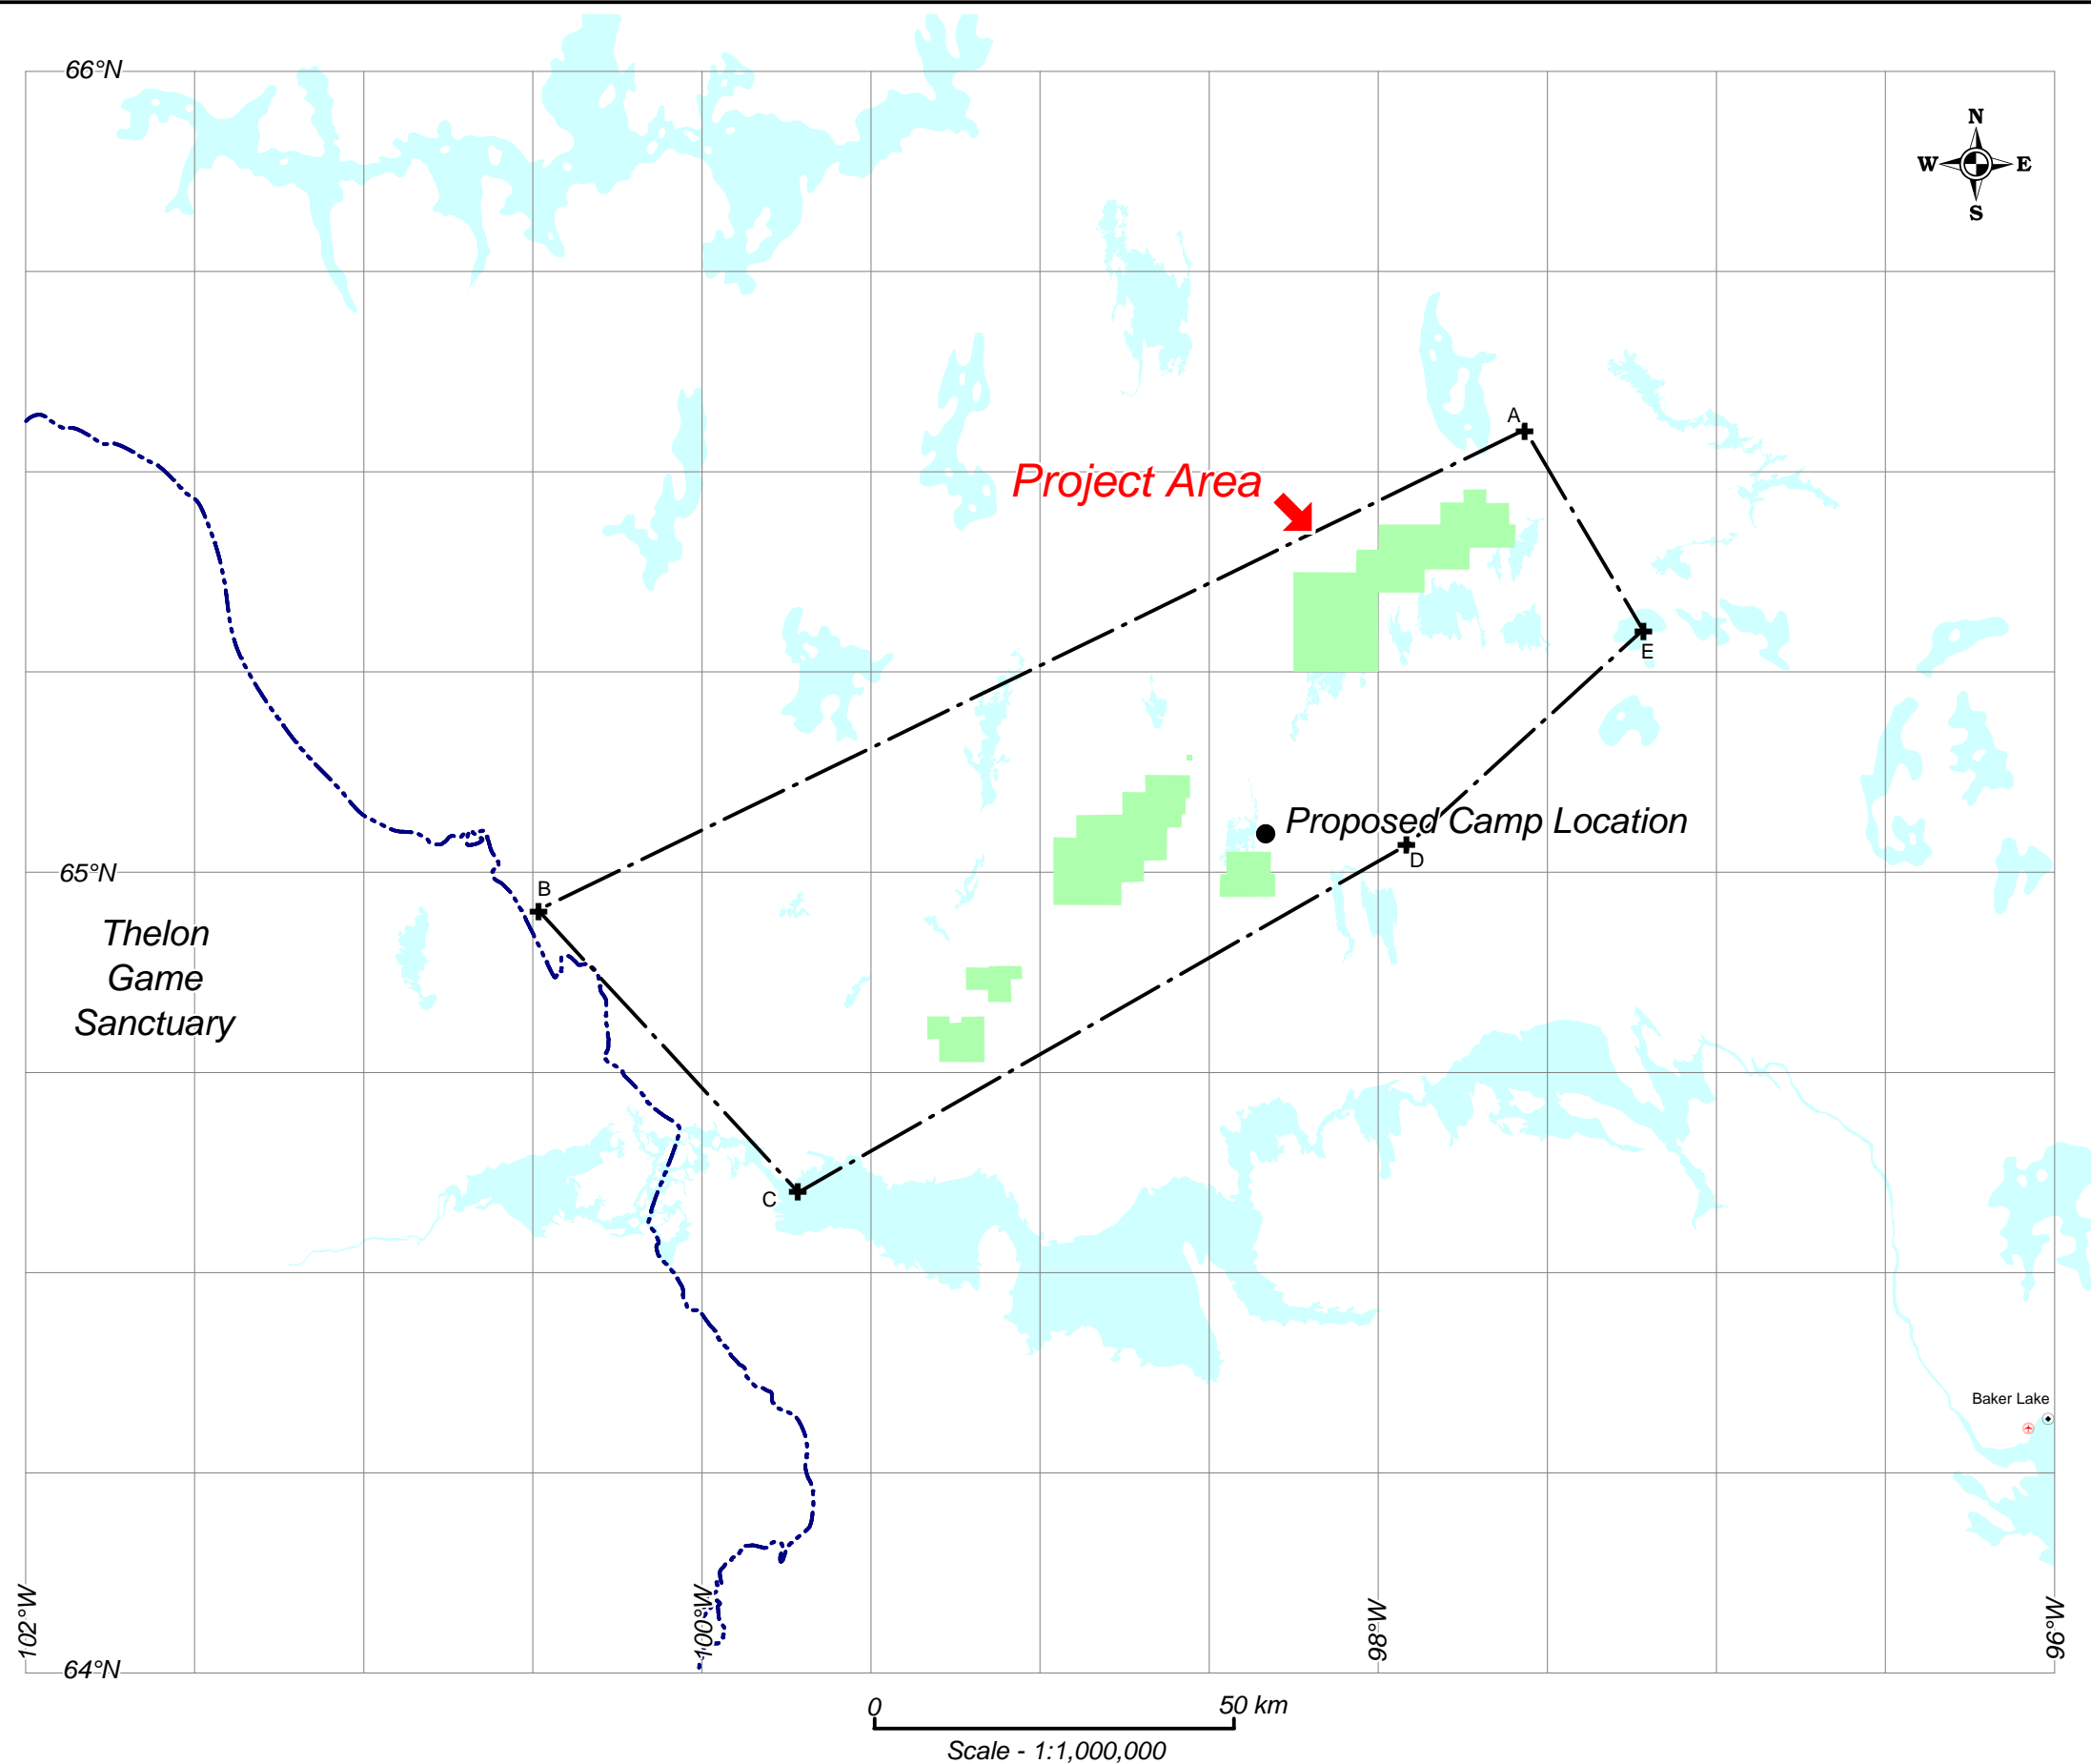 66°N
N
W E
S
A
Project Area
E
Proposed Camp Location
D
65°N
B
Thelon
Game
Sanctuary
C
Baker Lake
102°W
100°W
98°W
96°W
64°N
0 50 km
Scale - 1:1,000,000